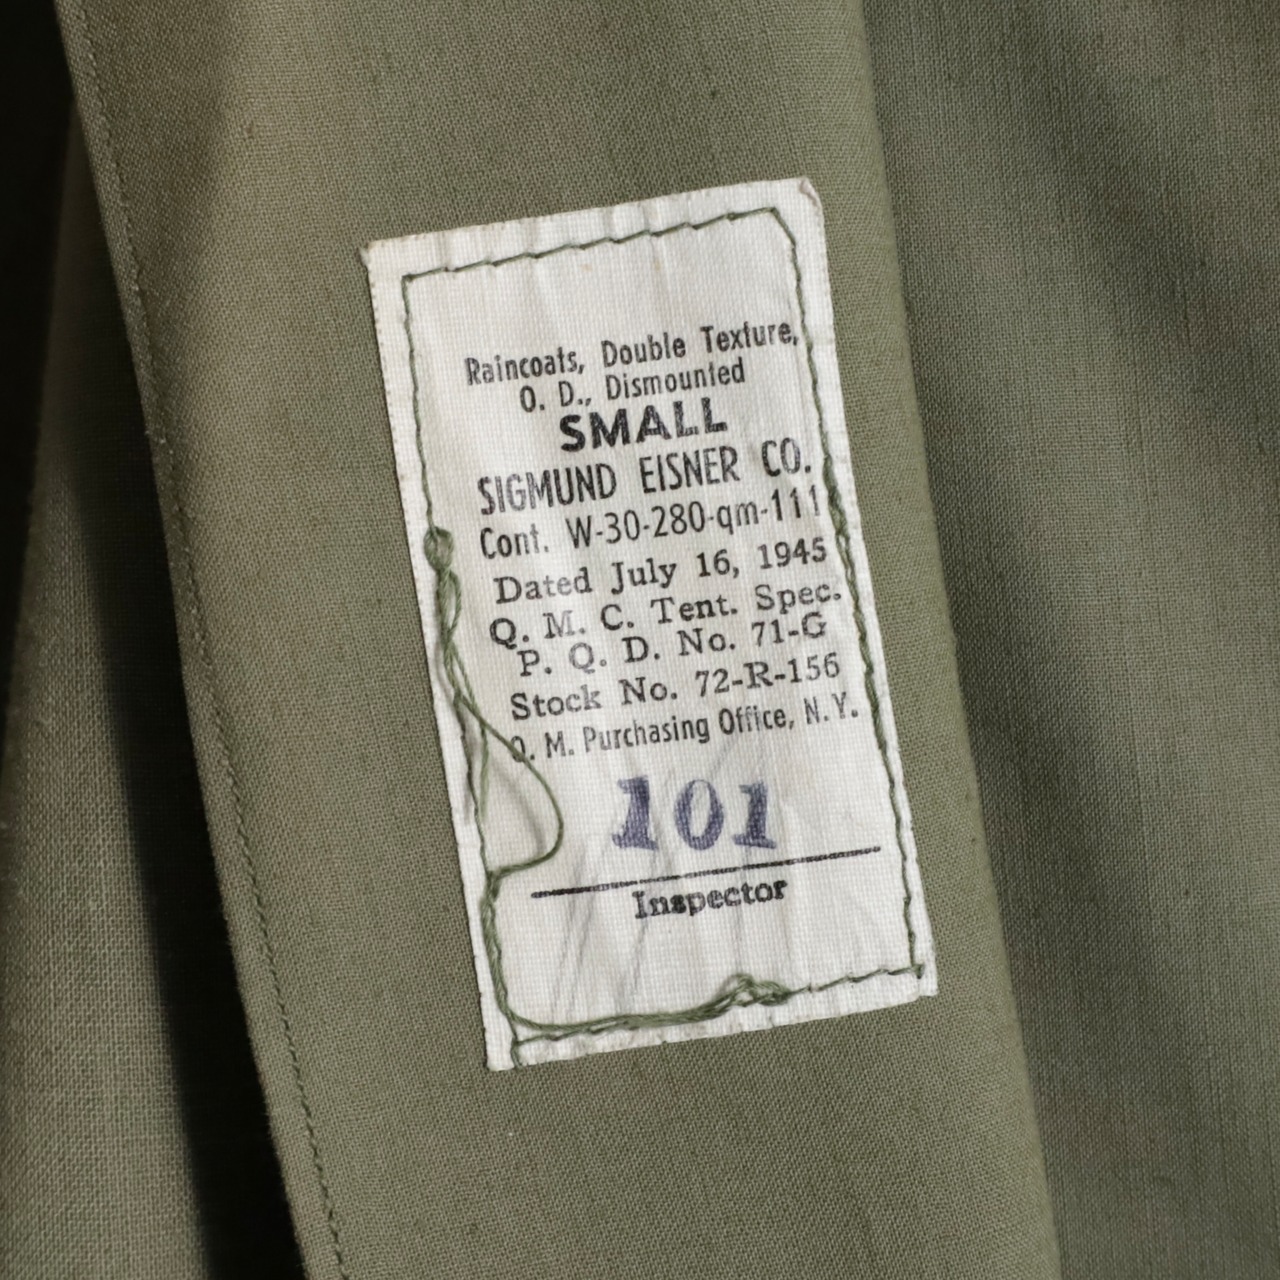 Raincoats, Double Texture,
O. D., Dismounted
SMALL
SIGMUND EISNER CO.
Cont. W-30-280-qm-111
Dated July 16, 1945
Q. M. C. Tent. Spec.
P. Q. D. No. 71-G
Stock No. 72-R-156
Q. M. Purchasing Office, N. Y.
101
Inspector